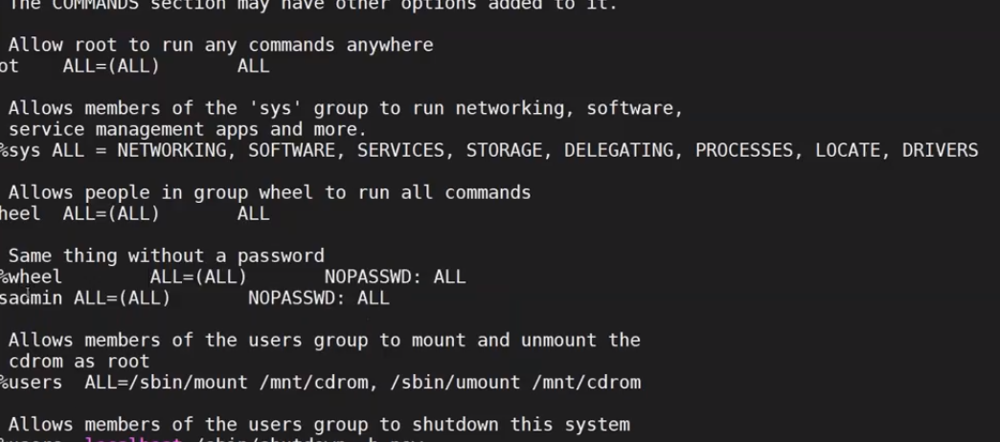 The COMMANDS section may have other options added to it.
Allow root to run any commands anywhere
ot ALL=(ALL) ALL
Allows members of the 'sys' group to run networking, software,
service management apps and more.
%sys ALL = NETWORKING, SOFTWARE, SERVICES, STORAGE, DELEGATING, PROCESSES, LOCATE, DRIVERS
Allows people in group wheel to run all commands
heel ALL=(ALL) ALL
Same thing without a password
%wheel ALL=(ALL) NOPASSWD: ALL
sadmin ALL=(ALL) NOPASSWD: ALL
Allows members of the users group to mount and unmount the
cdrom as root
%users ALL=/sbin/mount /mnt/cdrom, /sbin/umount /mnt/cdrom
Allows members of the users group to shutdown this system
%users localhost=/sbin/shutdown -h now